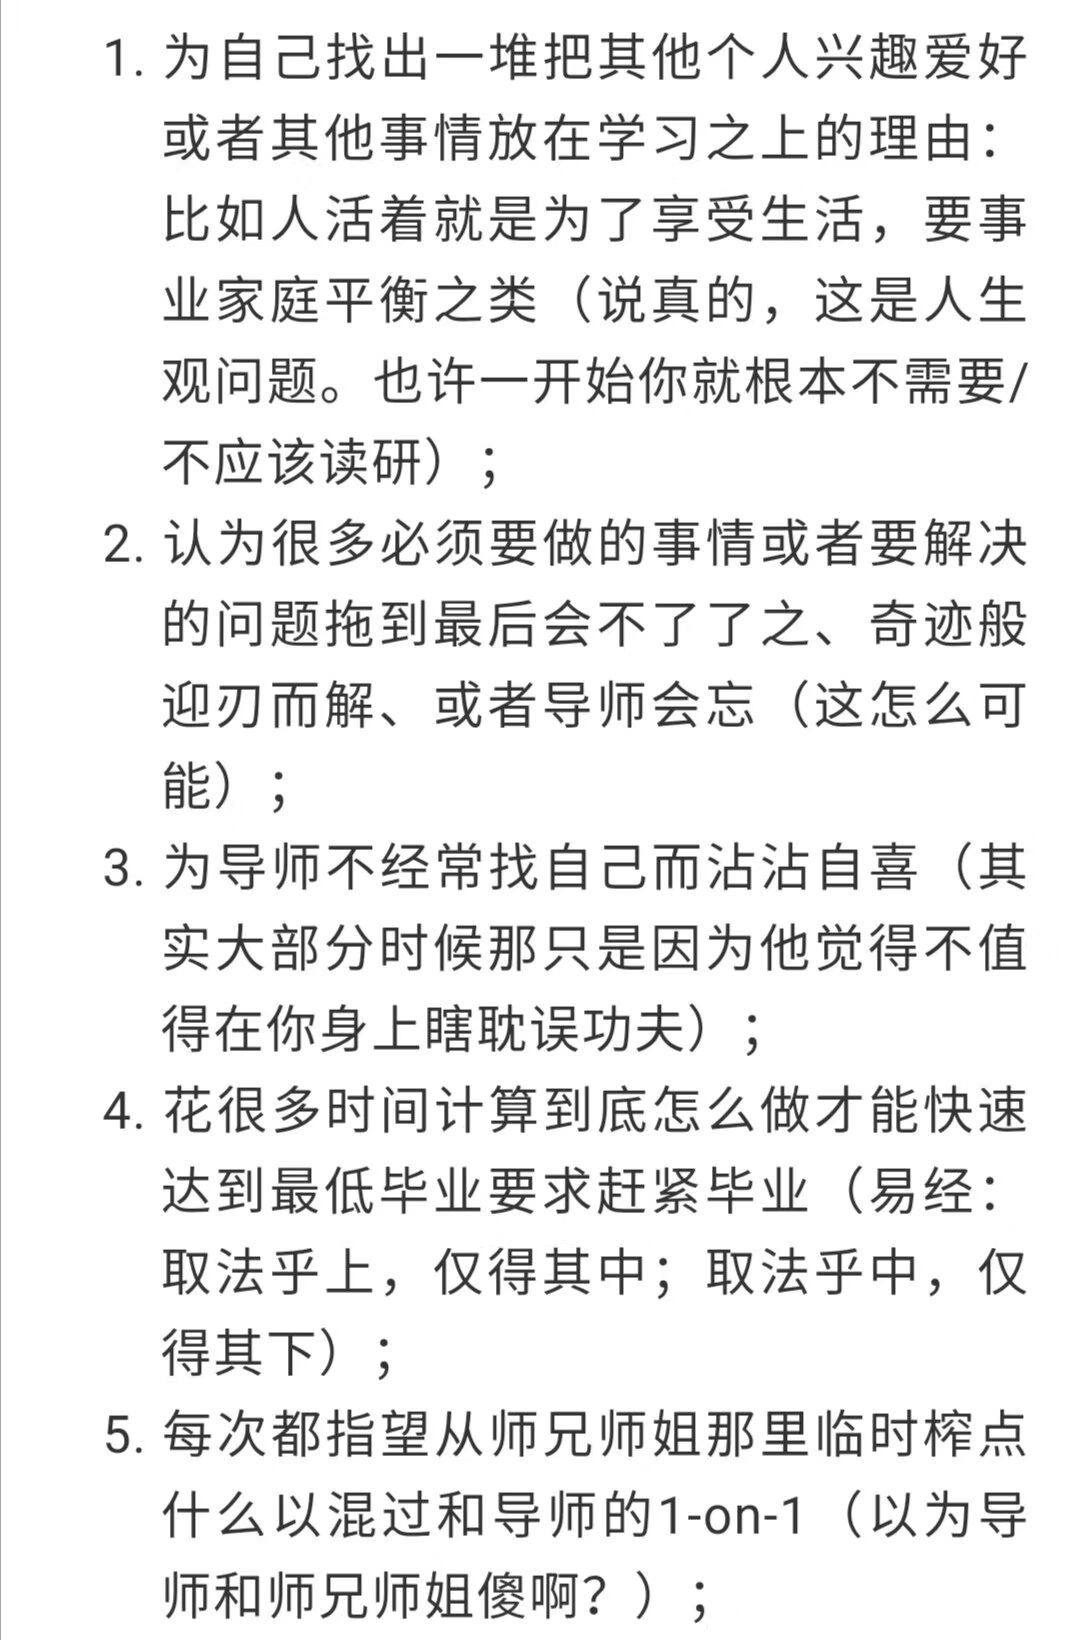 1. 为自己找出一堆把其他个人兴趣爱好
或者其他事情放在学习之上的理由：
比如人活着就是为了享受生活，要事
业家庭平衡之类（说真的，这是人生
观问题。也许一开始你就根本不需要/
不应该读研）；
2. 认为很多必须要做的事情或者要解决
的问题拖到最后会不了了之、奇迹般
迎刃而解、或者导师会忘（这怎么可
能）；
3. 为导师不经常找自己而沾沾自喜（其
实大部分时候那只是因为他觉得不值
得在你身上瞎耽误功夫）；
4. 花很多时间计算到底怎么做才能快速
达到最低毕业要求赶紧毕业（易经：
取法乎上，仅得其中；取法乎中，仅
得其下）；
5. 每次都指望从师兄师姐那里临时榨点
什么以混过和导师的1-on-1（以为导
师和师兄师姐傻啊？）；